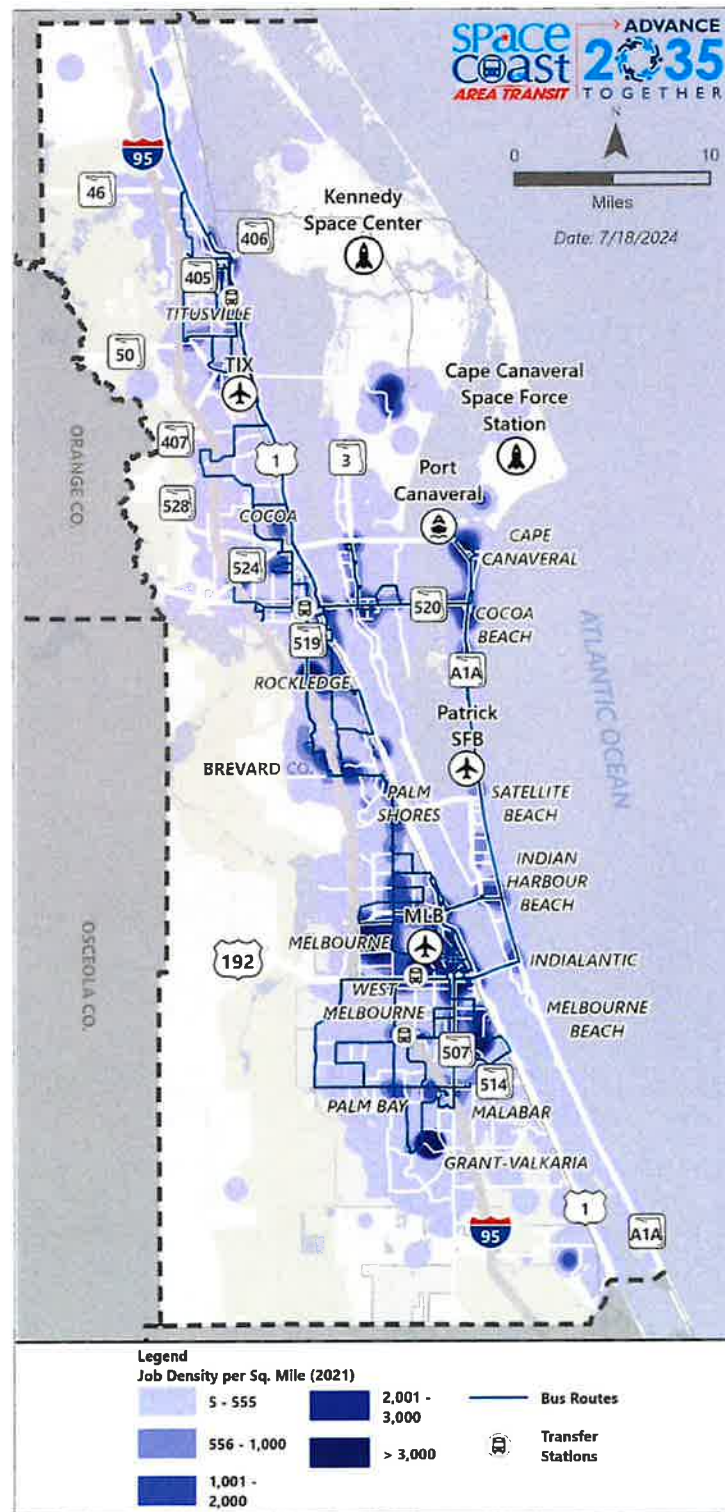 space
coast
AREA TRANSIT
ADVANCE
2035
TOGETHER
N
0 10
Miles
Date: 7/18/2024
95
46
Kennedy
Space Center
406
405
TITUSVILLE
50
TIX
Cape Canaveral
Space Force
Station
ORANGE CO.
407
1
3
Port
Canaveral
528
COCOA
CAPE
CANAVERAL
524
520
COCOA
BEACH
519
ATLANTIC OCEAN
ROCKLEDGE
A1A
Patrick
SFB
BREVARD CO.
PALM
SHORES
SATELLITE
BEACH
INDIAN
HARBOUR
BEACH
MLB
MELBOURNE
OSCEOLA CO.
192
INDIALANTIC
WEST
MELBOURNE
MELBOURNE
BEACH
507
514
PALM BAY
MALABAR
GRANT-VALKARIA
1
95
A1A
Legend
Job Density per Sq. Mile (2021)
5 - 555
556 - 1,000
1,001 -
2,000
2,001 -
3,000
> 3,000
Bus Routes
Transfer
Stations